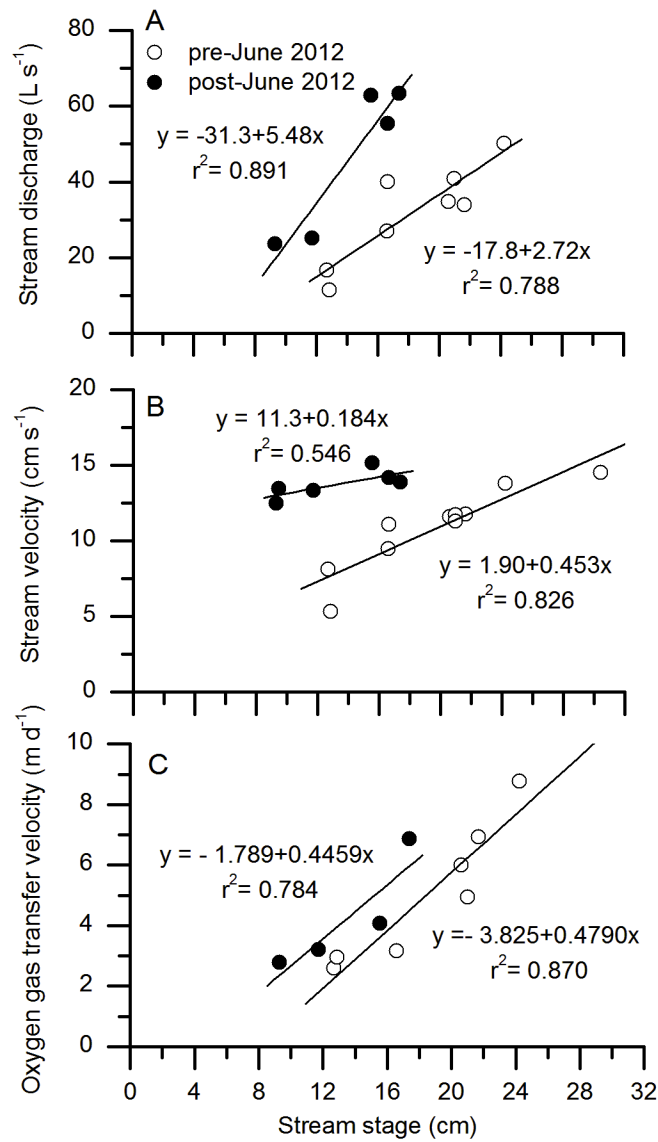 A
pre-June 2012
post-June 2012
y = -31.3+5.48x
r2= 0.891
y = -17.8+2.72x
r2= 0.788
80
60
40
20
0
Stream discharge (L s-1)
B
y = 11.3+0.184x
r2= 0.546
y = 1.90+0.453x
r2= 0.826
20
15
10
5
0
Stream velocity (cm s-1)
C
y = - 1.789+0.4459x
r2= 0.784
y =- 3.825+0.4790x
r2= 0.870
10
8
6
4
2
0
Oxygen gas transfer velocity (m d-1)
0 4 8 12 16 20 24 28 32
Stream stage (cm)